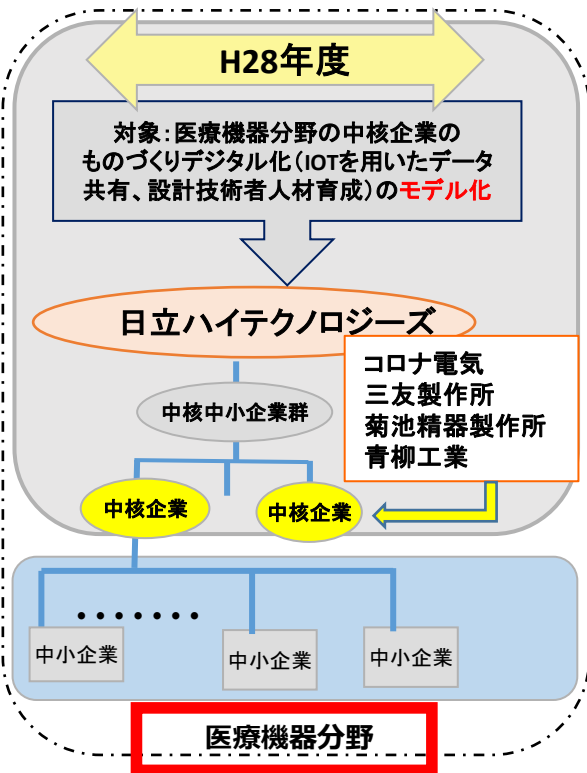 H28年度
対象：医療機器分野の中核企業の
ものづくりデジタル化（IOTを用いたデータ
共有、設計技術者人材育成）のモデル化
日立ハイテクノロジーズ
コロナ電気
三友製作所
菊池精器製作所
青柳工業
中核中小企業群
中核企業
中核企業
・・・・・・・
中小企業
中小企業
中小企業
医療機器分野